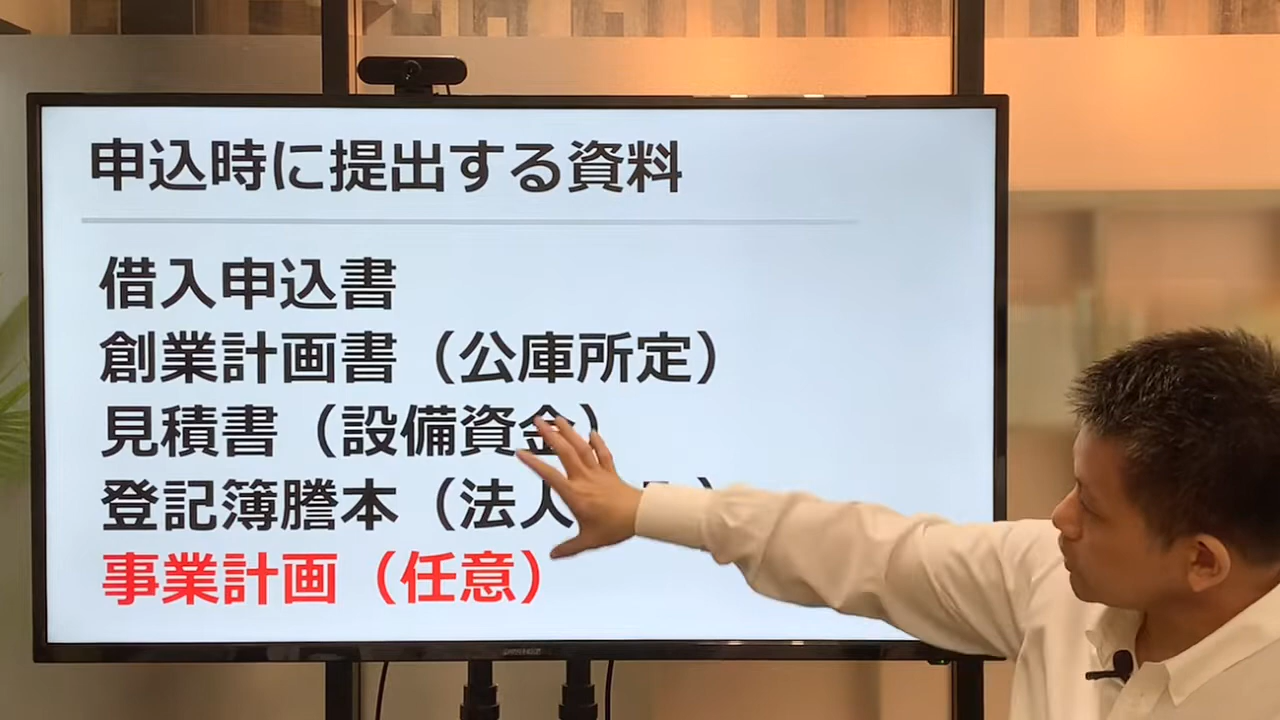 申込時に提出する資料
借入申込書
創業計画書（公庫所定）
見積書（設備資金）
登記簿謄本（法人
事業計画（任意）